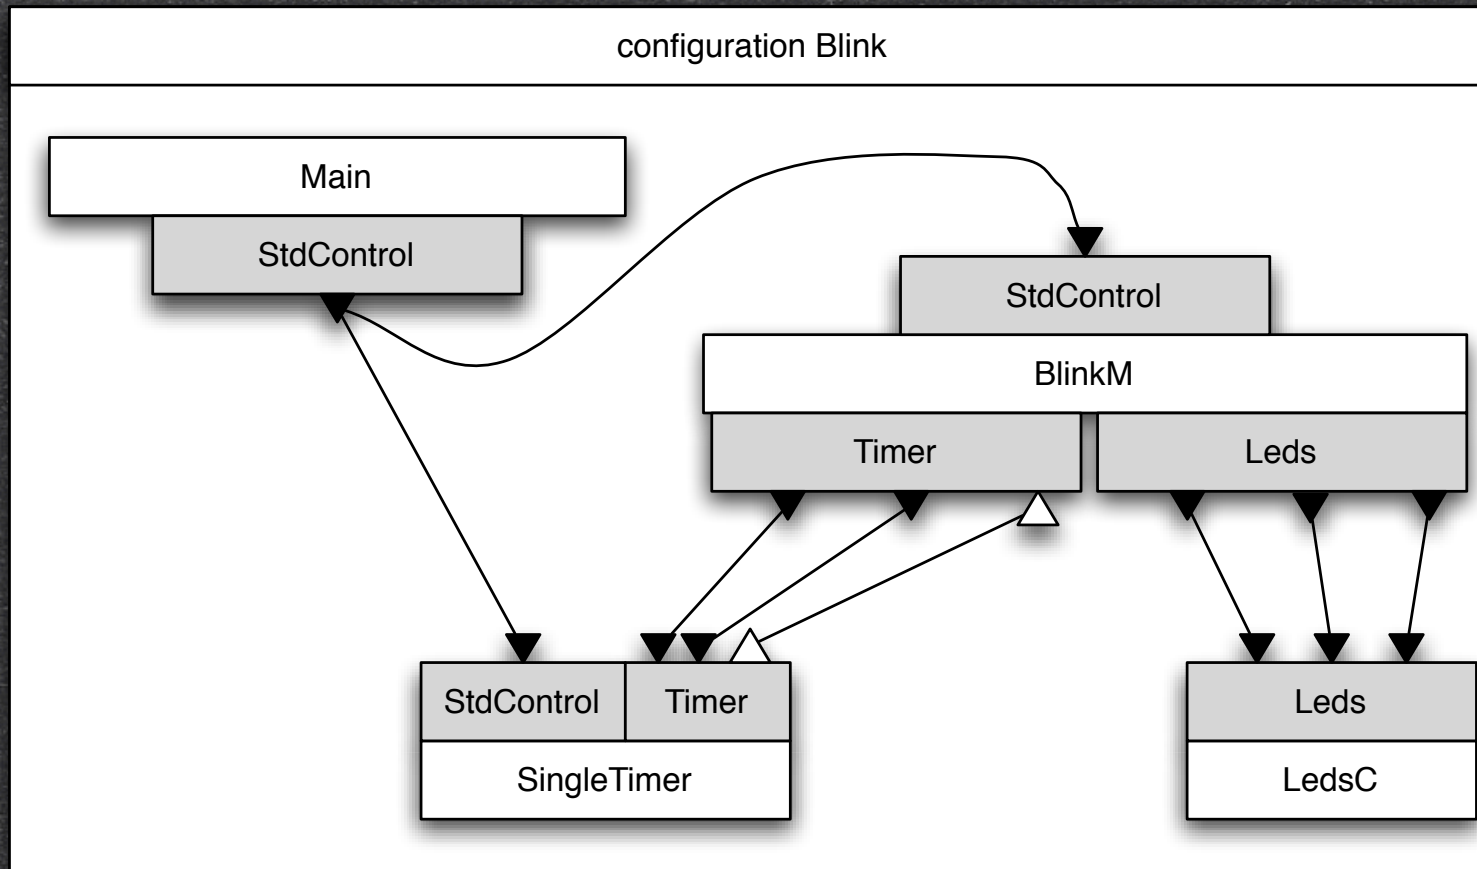 configuration Blink
Main
StdControl
StdControl
BlinkM
Timer
Leds
StdControl
Timer
Leds
SingleTimer
LedsC